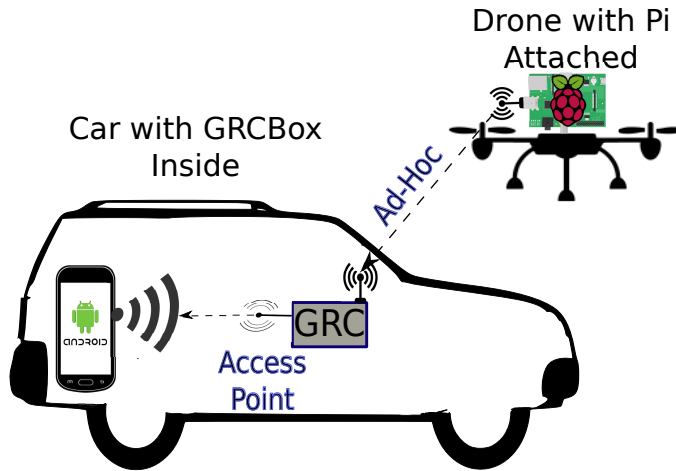 Drone with Pi
Attached
Car with GRCBox
Inside
Ad-Hoc
GRC
ANDROID
Access
Point